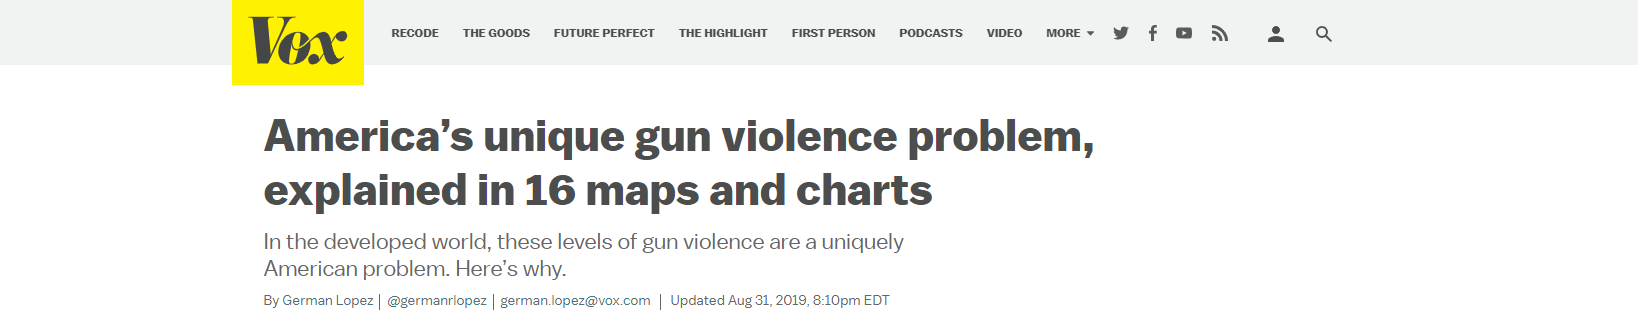 Vox
RECODE THE GOODS FUTURE PERFECT THE HIGHLIGHT FIRST PERSON PODCASTS VIDEO MORE
America’s unique gun violence problem,
explained in 16 maps and charts
In the developed world, these levels of gun violence are a uniquely
American problem. Here’s why.
By German Lopez | @germanrlopez | german.lopez@vox.com | Updated Aug 31, 2019, 8:10pm EDT